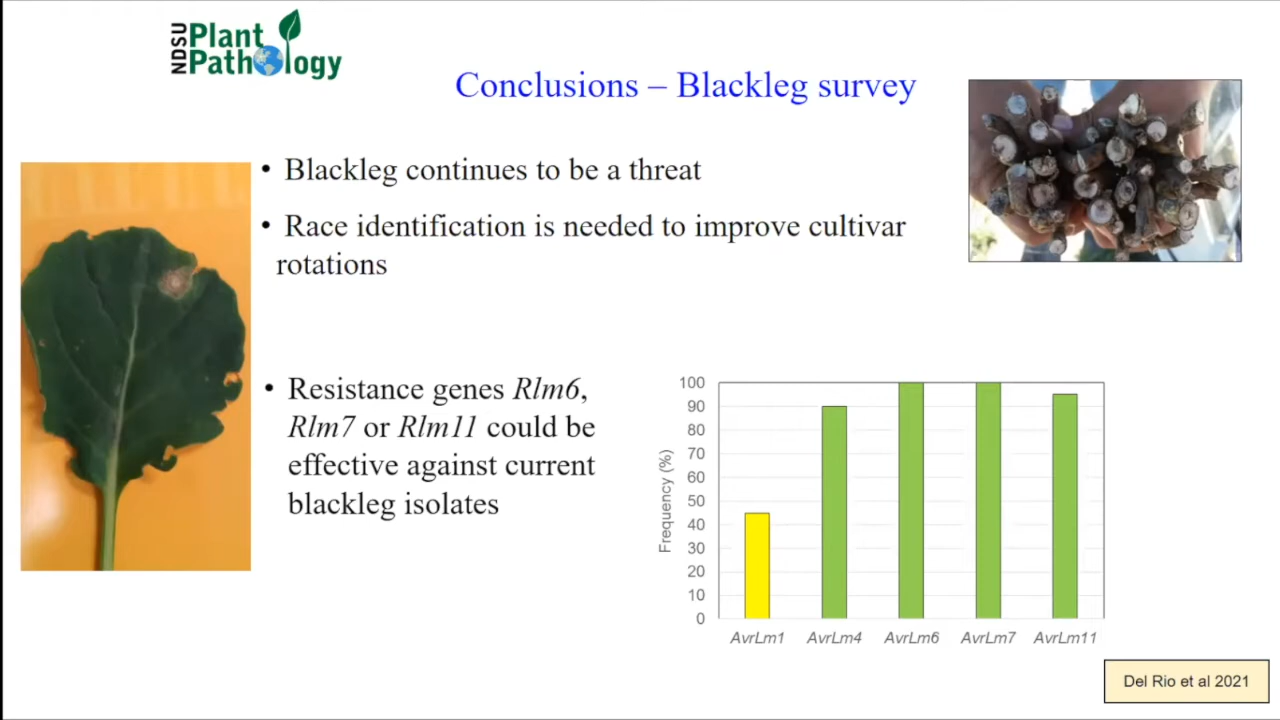 NDSU
Plant
Pathology
Conclusions – Blackleg survey
• Blackleg continues to be a threat
• Race identification is needed to improve cultivar
rotations
• Resistance genes Rlm6,
Rlm7 or Rlm11 could be
effective against current
blackleg isolates
Frequency (%)
100
90
80
70
60
50
40
30
20
10
0
AvrLm1 AvrLm4 AvrLm6 AvrLm7 AvrLm11
Del Rio et al 2021